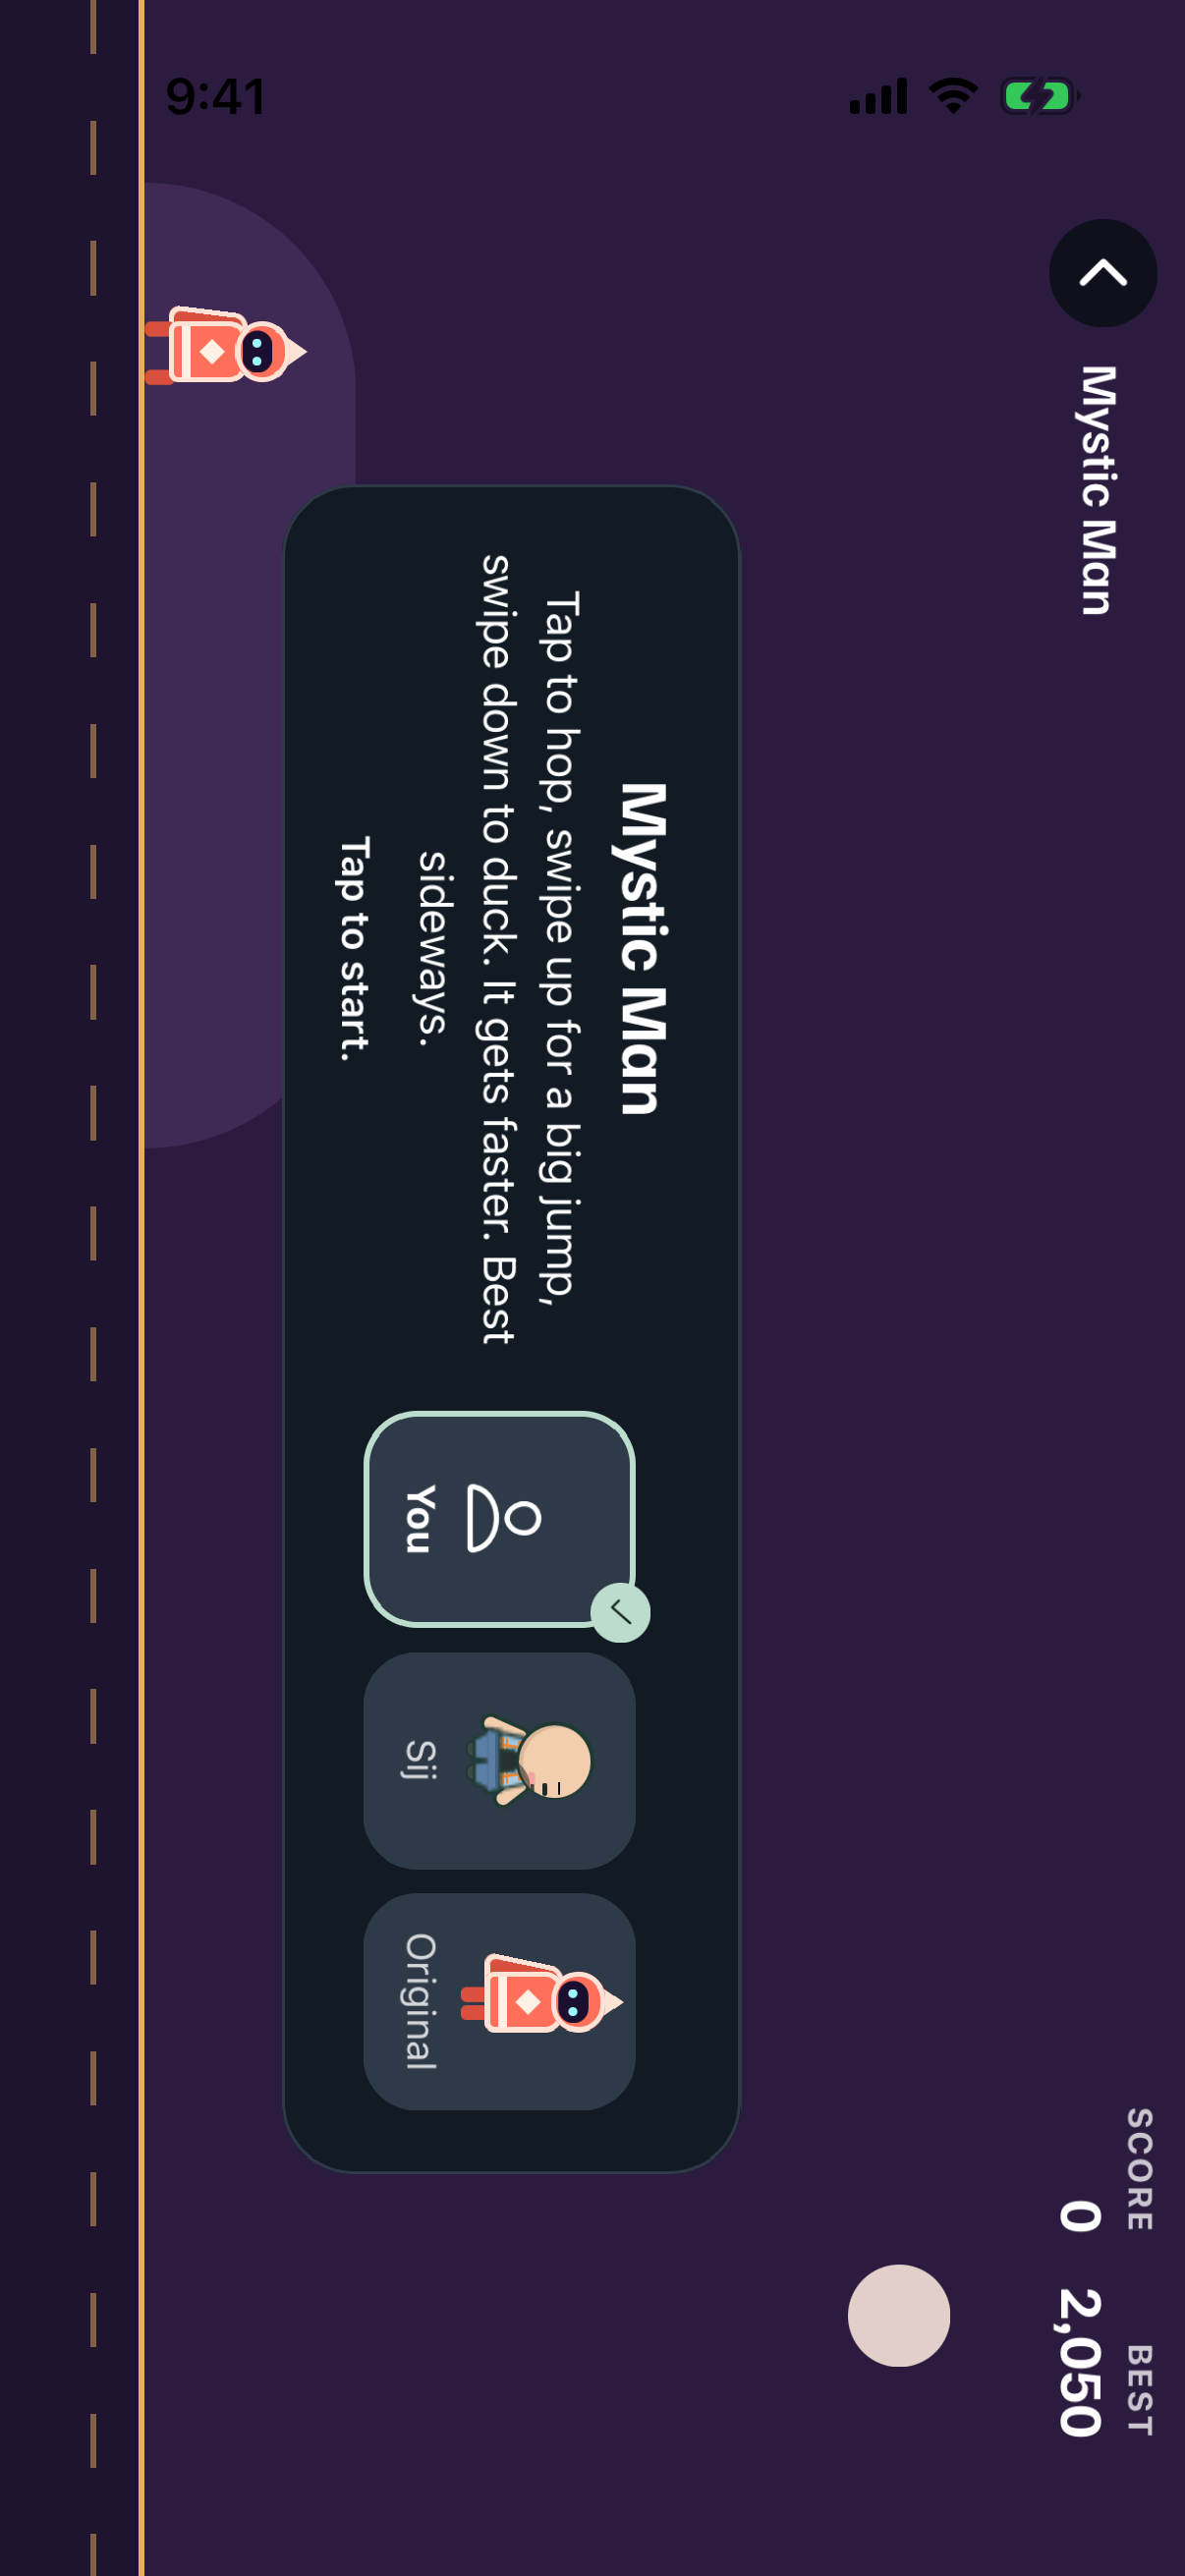 9:41
Mystic Man
SCORE
0
BEST
2,050
Mystic Man
Tap to hop, swipe up for a big jump,
swipe down to duck. It gets faster. Best
sideways.
Tap to start.
You
Sij
Original